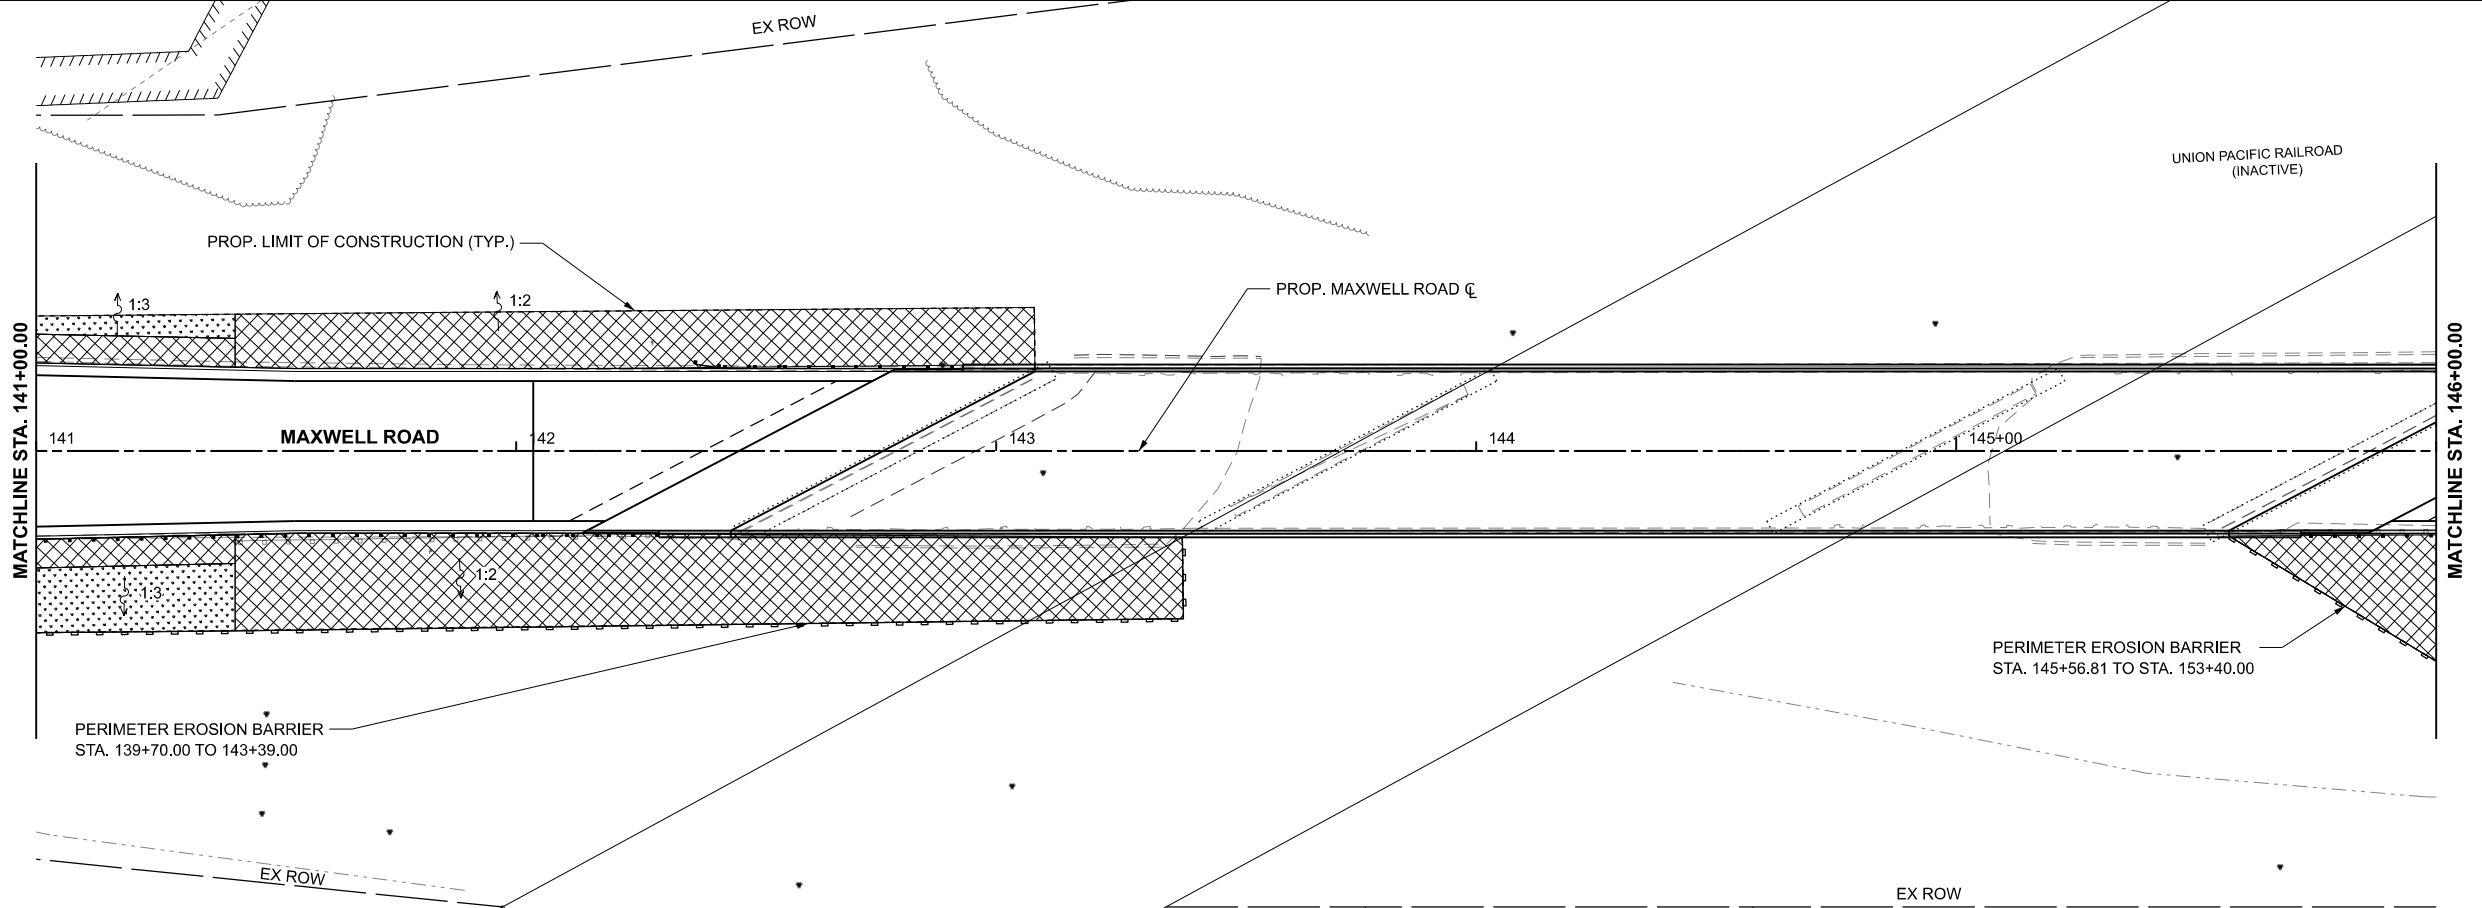 EX ROW
UNION PACIFIC RAILROAD
(INACTIVE)
PROP. LIMIT OF CONSTRUCTION (TYP.)
PROP. MAXWELL ROAD ℄
1:3
1:2
MATCHLINE STA. 141+00.00
MATCHLINE STA. 146+00.00
141
MAXWELL ROAD
142
143
144
145+00
1:3
1:2
PERIMETER EROSION BARRIER
STA. 145+56.81 TO STA. 153+40.00
PERIMETER EROSION BARRIER
STA. 139+70.00 TO 143+39.00
EX ROW
EX ROW